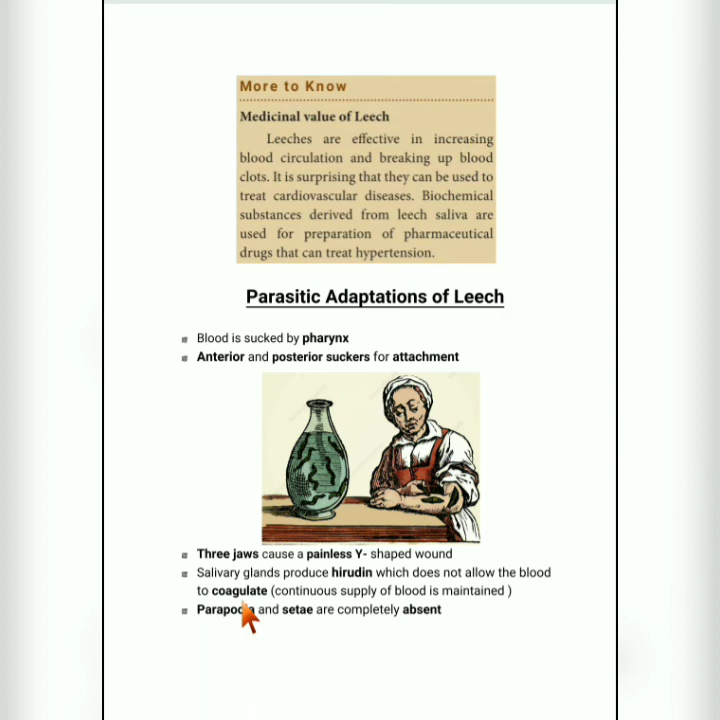 More to Know
Medicinal value of Leech
Leeches are effective in increasing
blood circulation and breaking up blood
clots. It is surprising that they can be used to
treat cardiovascular diseases. Biochemical
substances derived from leech saliva are
used for preparation of pharmaceutical
drugs that can treat hypertension.
Parasitic Adaptations of Leech
Blood is sucked by pharynx
Anterior and posterior suckers for attachment
Three jaws cause a painless Y- shaped wound
Salivary glands produce hirudin which does not allow the blood
to coagulate (continuous supply of blood is maintained )
and setae are completely absent